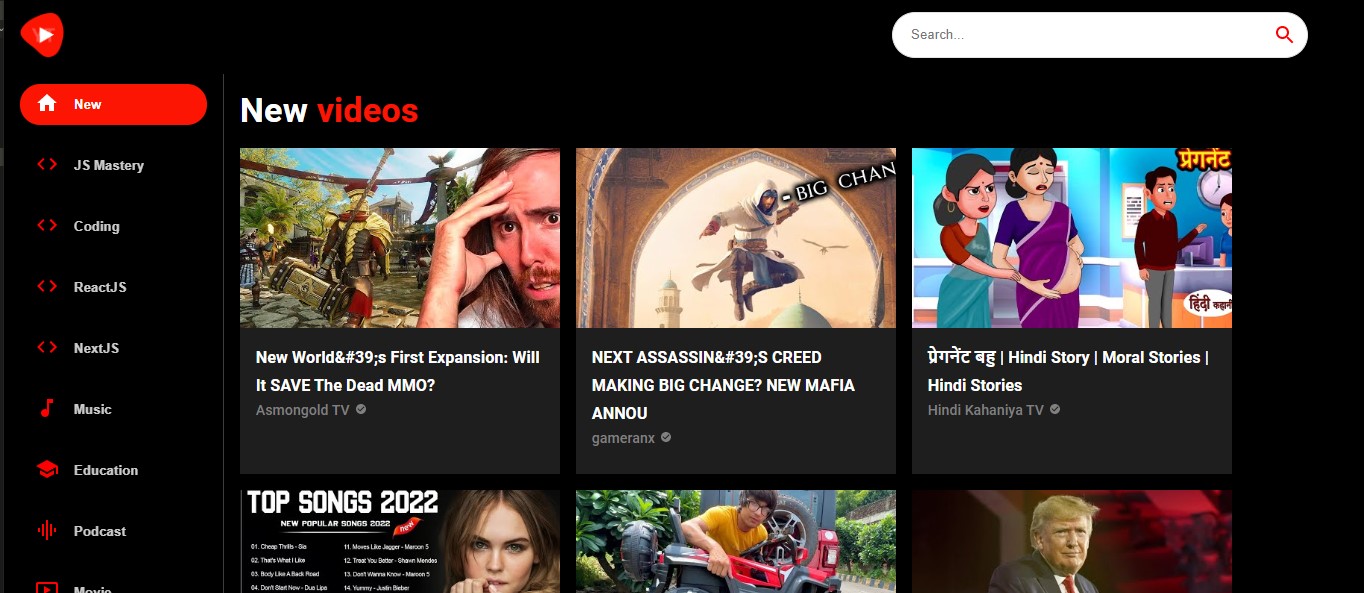 Search...
New
JS Mastery
Coding
ReactJS
NextJS
Music
Education
Podcast
Movie
New videos
- BIG CHAN
प्रेगनेंट
हिंदी कहानी
New World&#39;s First Expansion: Will
It SAVE The Dead MMO?
Asmongold TV
NEXT ASSASSIN&#39;S CREED
MAKING BIG CHANGE? NEW MAFIA
ANNOU
gameranx
प्रेगनेंट बहु | Hindi Story | Moral Stories |
Hindi Stories
Hindi Kahaniya TV
TOP SONGS 2022
NEW POPULAR SONGS 2022
new
01. Cheap Thrills - Sia
02. That's What I Like
03. Body Like A Back Road
04. Don't Start Now - Dua Lipa
11. Moves Like Jagger - Maroon 5
12. Treat You Better - Shawn Mendes
13. Don't Wanna Know - Maroon 5
14. Yummy - Justin Bieber